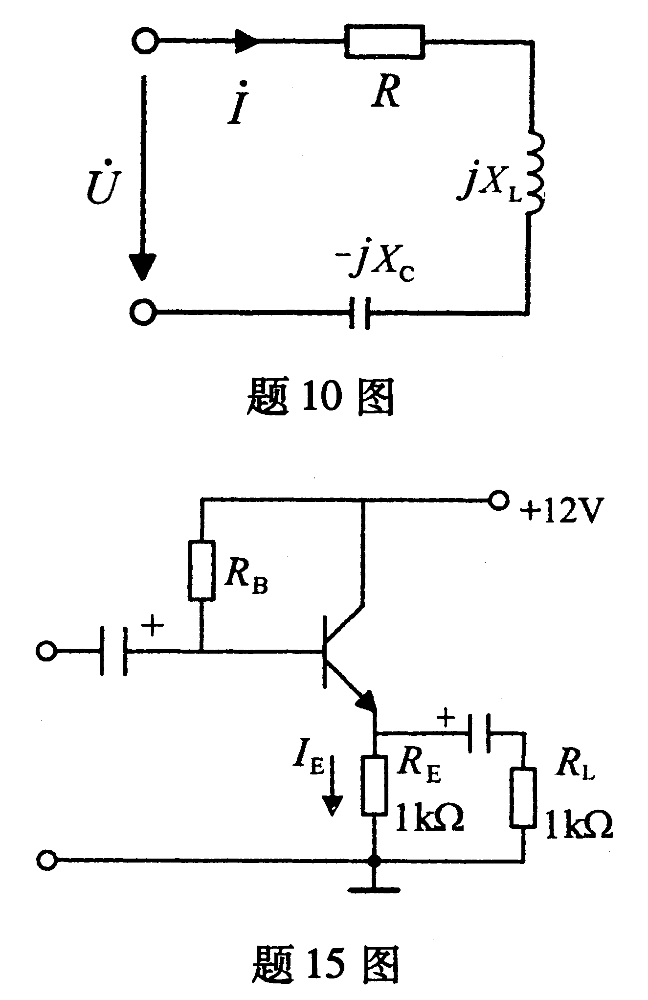 R
İ
U̇
jX_L
-jX_C
题 10 图
+12V
R_B
+
+
I_E
R_E
R_L
1kΩ
1kΩ
题 15 图